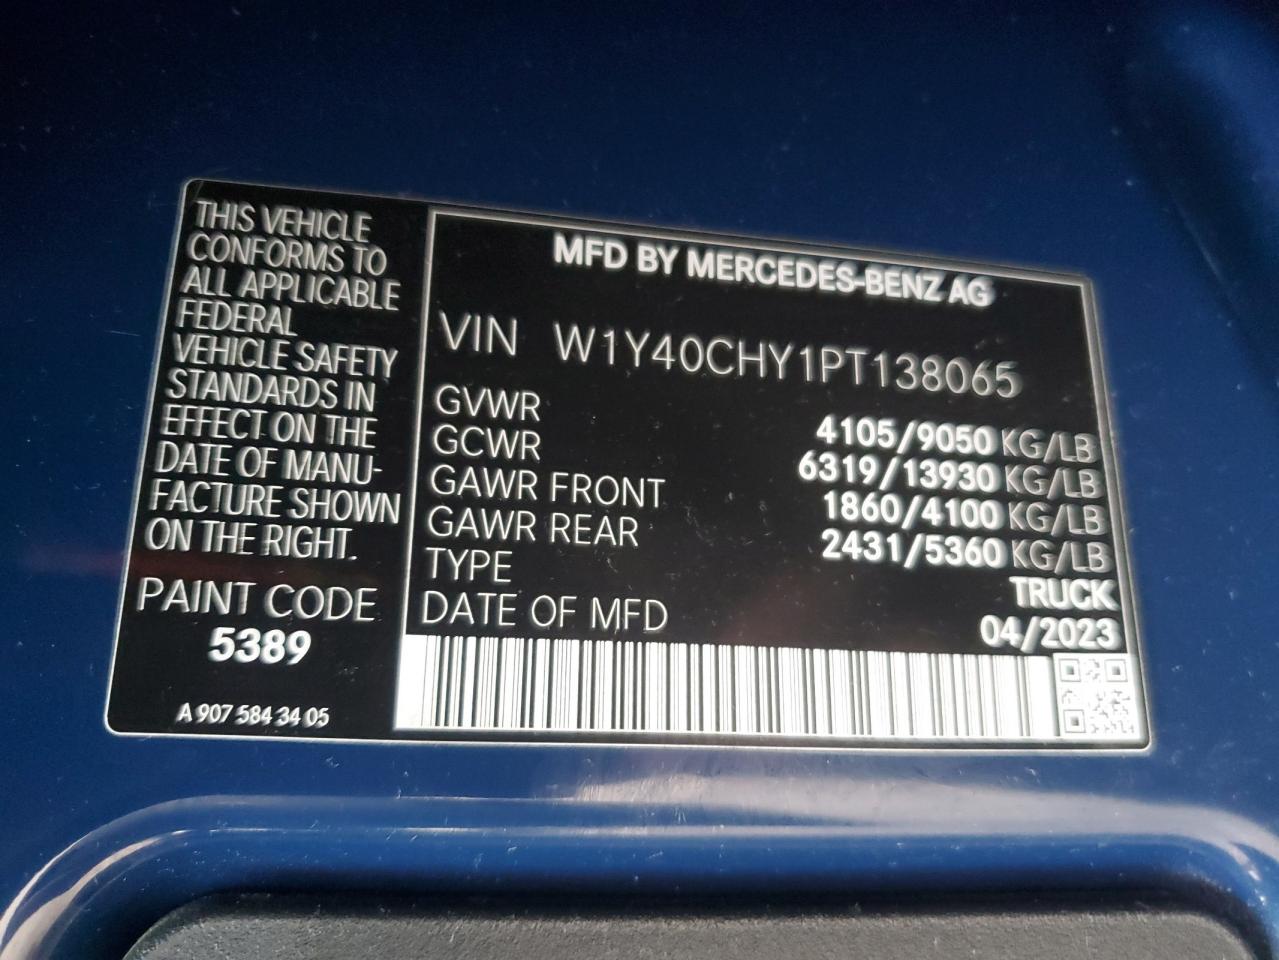 THIS VEHICLE
CONFORMS TO
ALL APPLICABLE
FEDERAL
VEHICLE SAFETY
STANDARDS IN
EFFECT ON THE
DATE OF MANU-
FACTURE SHOWN
ON THE RIGHT.
PAINT CODE
5389
A 907 584 34 05
MFD BY MERCEDES-BENZ AG
VIN W1Y40CHY1PT138065
GVWR 4105/9050 KG/LB
GCWR 6319/13930 KG/LB
GAWR FRONT 1860/4100 KG/LB
GAWR REAR 2431/5360 KG/LB
TYPE TRUCK
DATE OF MFD 04/2023